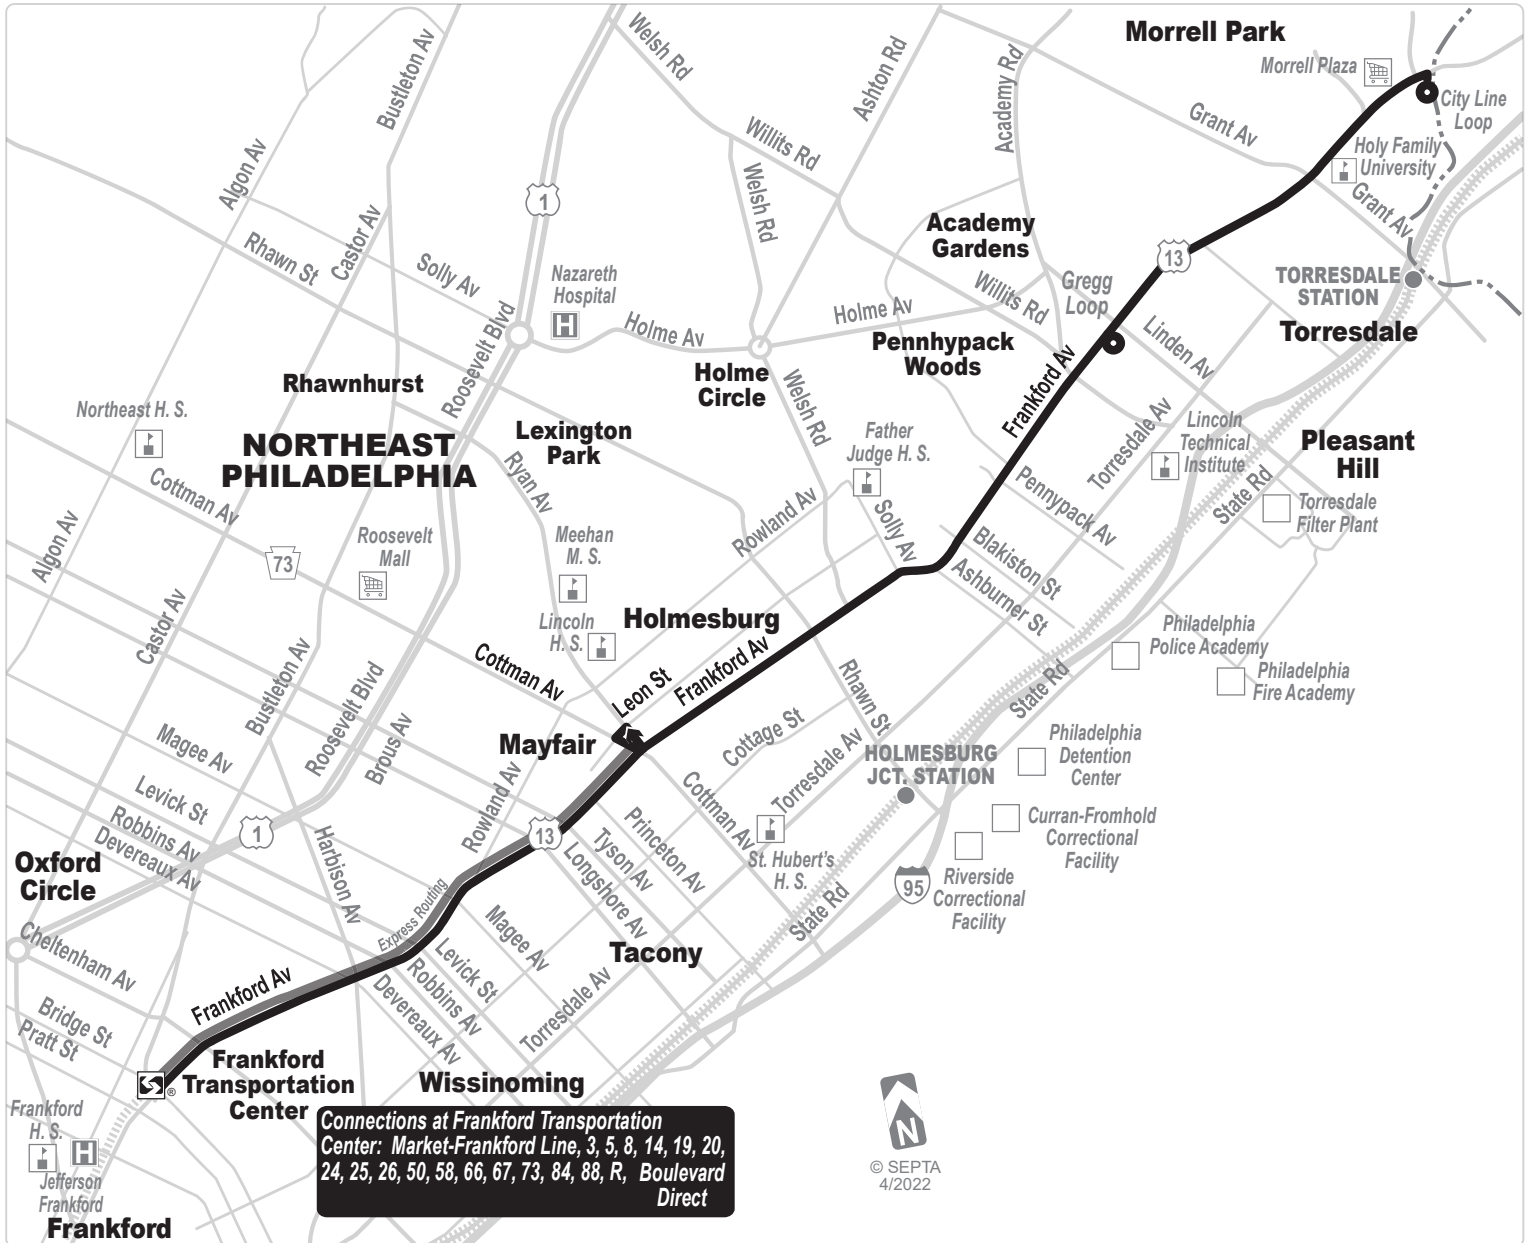 Morrell Park
Morrell Plaza
City Line
Loop
Welsh Rd
Bustleton Av
Ashton Rd
Academy Rd
Grant Av
Holy Family
University
Grant Av
Algon Av
Willits Rd
Welsh Rd
1
Castor Av
Rhawn St
Solly Av
Nazareth
Hospital
H
Academy
Gardens
13
TORRESDALE
STATION
Torresdale
Gregg
Loop
Willits Rd
Holme Av
Holme Av
Roosevelt Blvd
Linden Av
Pennhypack
Woods
Frankford Av
Holme
Circle
Welsh Rd
Rhawnhurst
Northeast H. S.
NORTHEAST
PHILADELPHIA
Lexington
Park
Father
Judge H. S.
Torresdale Av
Lincoln
Technical
Institute
Pleasant
Hill
State Rd
Torresdale
Filter Plant
Cottman Av
Ryan Av
Rowland Av
Solly Av
Pennypack Av
Algon Av
73
Roosevelt
Mall
Meehan
M. S.
Blakiston St
Ashburner St
Castor Av
Lincoln
H. S.
Holmesburg
Philadelphia
Police Academy
Philadelphia
Fire Academy
Cottman Av
Leon St
Frankford Av
Rhawn St
State Rd
Bustleton Av
Roosevelt Blvd
Brous Av
Mayfair
Cottage St
Torresdale Av
HOLMESBURG
JCT. STATION
Philadelphia
Detention
Center
Magee Av
Levick St
Robbins Av
Devereaux Av
1
Harbison Av
Rowland Av
13
Cottman Av
Princeton Av
Tyson Av
Longshore Av
St. Hubert's
H. S.
Curran-Fromhold
Correctional
Facility
95
Riverside
Correctional
Facility
Oxford
Circle
State Rd
Express Routing
Magee Av
Levick St
Robbins Av
Devereaux Av
Tacony
Torresdale Av
Cheltenham Av
Frankford Av
Bridge St
Pratt St
®
Frankford
Transportation
Center
Wissinoming
Frankford
H. S.
H
Jefferson
Frankford
Frankford
Connections at Frankford Transportation
Center: Market-Frankford Line, 3, 5, 8, 14, 19, 20,
24, 25, 26, 50, 58, 66, 67, 73, 84, 88, R, Boulevard
Direct
N
© SEPTA
4/2022